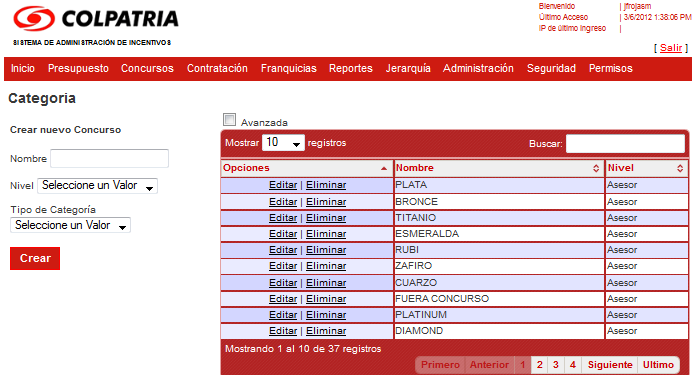 COLPATRIA
SISTEMA DE ADMINISTRACIÓN DE INCENTIVOS
Bienvenido | jfrojasm
Último Acceso | 3/6/2012 1:38:06 PM
IP de último Ingreso |
[ Salir ]
Inicio Presupuesto Concursos Contratación Franquicias Reportes Jerarquía Administración Seguridad Permisos
Categoria
Crear nuevo Concurso
Nombre
Nivel Seleccione un Valor
Tipo de Categoría
Seleccione un Valor
Crear
Avanzada
Mostrar 10 registros Buscar:
Opciones Nombre Nivel
Editar | Eliminar PLATA Asesor
Editar | Eliminar BRONCE Asesor
Editar | Eliminar TITANIO Asesor
Editar | Eliminar ESMERALDA Asesor
Editar | Eliminar RUBI Asesor
Editar | Eliminar ZAFIRO Asesor
Editar | Eliminar CUARZO Asesor
Editar | Eliminar FUERA CONCURSO Asesor
Editar | Eliminar PLATINUM Asesor
Editar | Eliminar DIAMOND Asesor
Mostrando 1 al 10 de 37 registros
Primero Anterior 1 2 3 4 Siguiente Ultimo